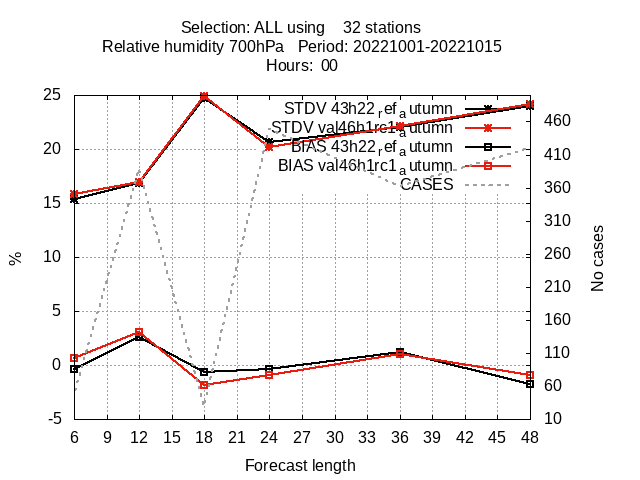 Selection: ALL using    32 stations
Relative humidity 700hPa   Period: 20221001-20221015
Hours:  00
25
20
15
10
5
0
-5
%
STDV 43h22_ref_autumn
STDV val46h1rc1_autumn
BIAS 43h22_ref_autumn
BIAS val46h1rc1_autumn
CASES
460
410
360
310
260
210
160
110
60
10
No cases
6 9 12 15 18 21 24 27 30 33 36 39 42 45 48
Forecast length